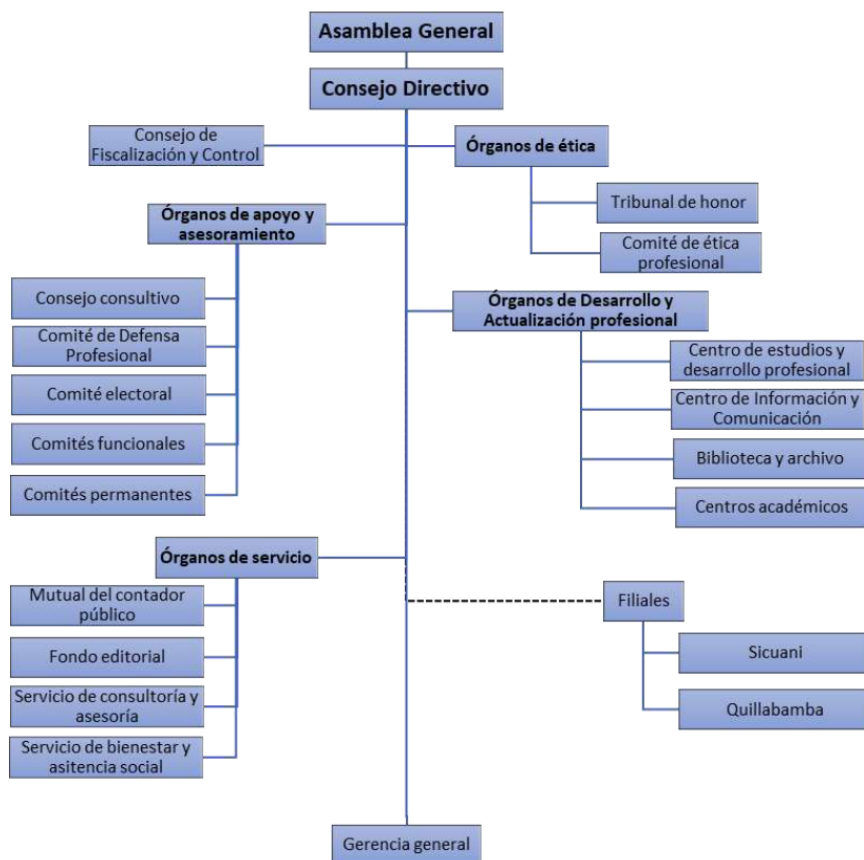 Asamblea General
Consejo Directivo
Consejo de
Fiscalización y Control
Órganos de ética
Tribunal de honor
Comité de ética
profesional
Órganos de apoyo y
asesoramiento
Consejo consultivo
Comité de Defensa
Profesional
Comité electoral
Comités funcionales
Comités permanentes
Órganos de Desarrollo y
Actualización profesional
Centro de estudios y
desarrollo profesional
Centro de Información y
Comunicación
Biblioteca y archivo
Centros académicos
Órganos de servicio
Mutual del contador
público
Fondo editorial
Servicio de consultoría y
asesoría
Servicio de bienestar y
asitencia social
Filiales
Sicuani
Quillabamba
Gerencia general